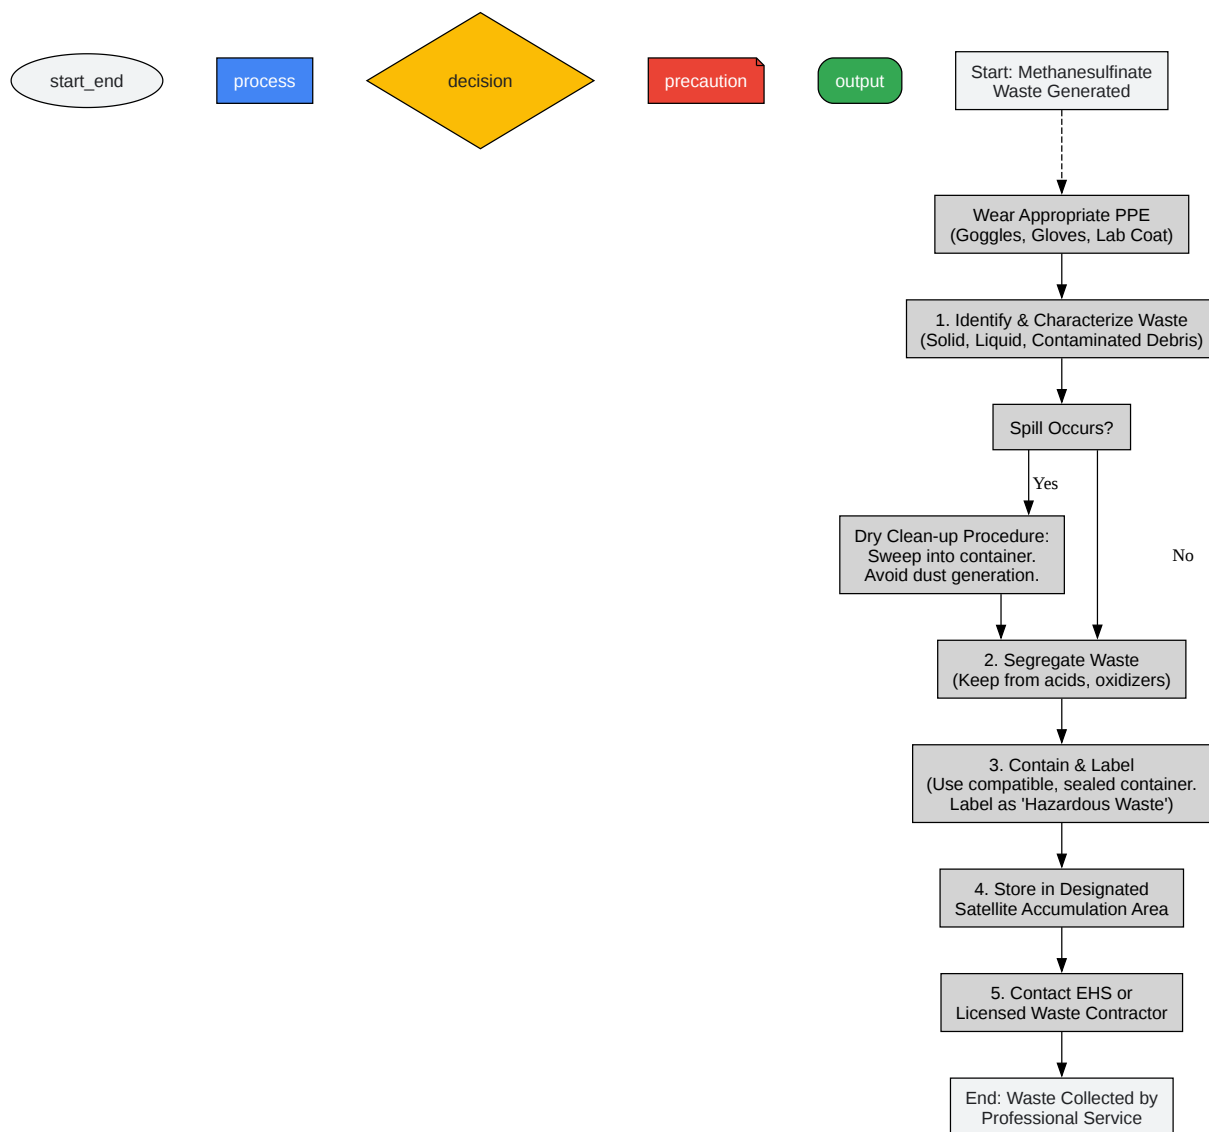 start_end
process
decision
precaution
output
Start: Methanesulfinate
Waste Generated
Wear Appropriate PPE
(Goggles, Gloves, Lab Coat)
1. Identify & Characterize Waste
(Solid, Liquid, Contaminated Debris)
Spill Occurs?
Yes
Dry Clean-up Procedure:
Sweep into container.
Avoid dust generation.
No
2. Segregate Waste
(Keep from acids, oxidizers)
3. Contain & Label
(Use compatible, sealed container.
Label as 'Hazardous Waste')
4. Store in Designated
Satellite Accumulation Area
5. Contact EHS or
Licensed Waste Contractor
End: Waste Collected by
Professional Service